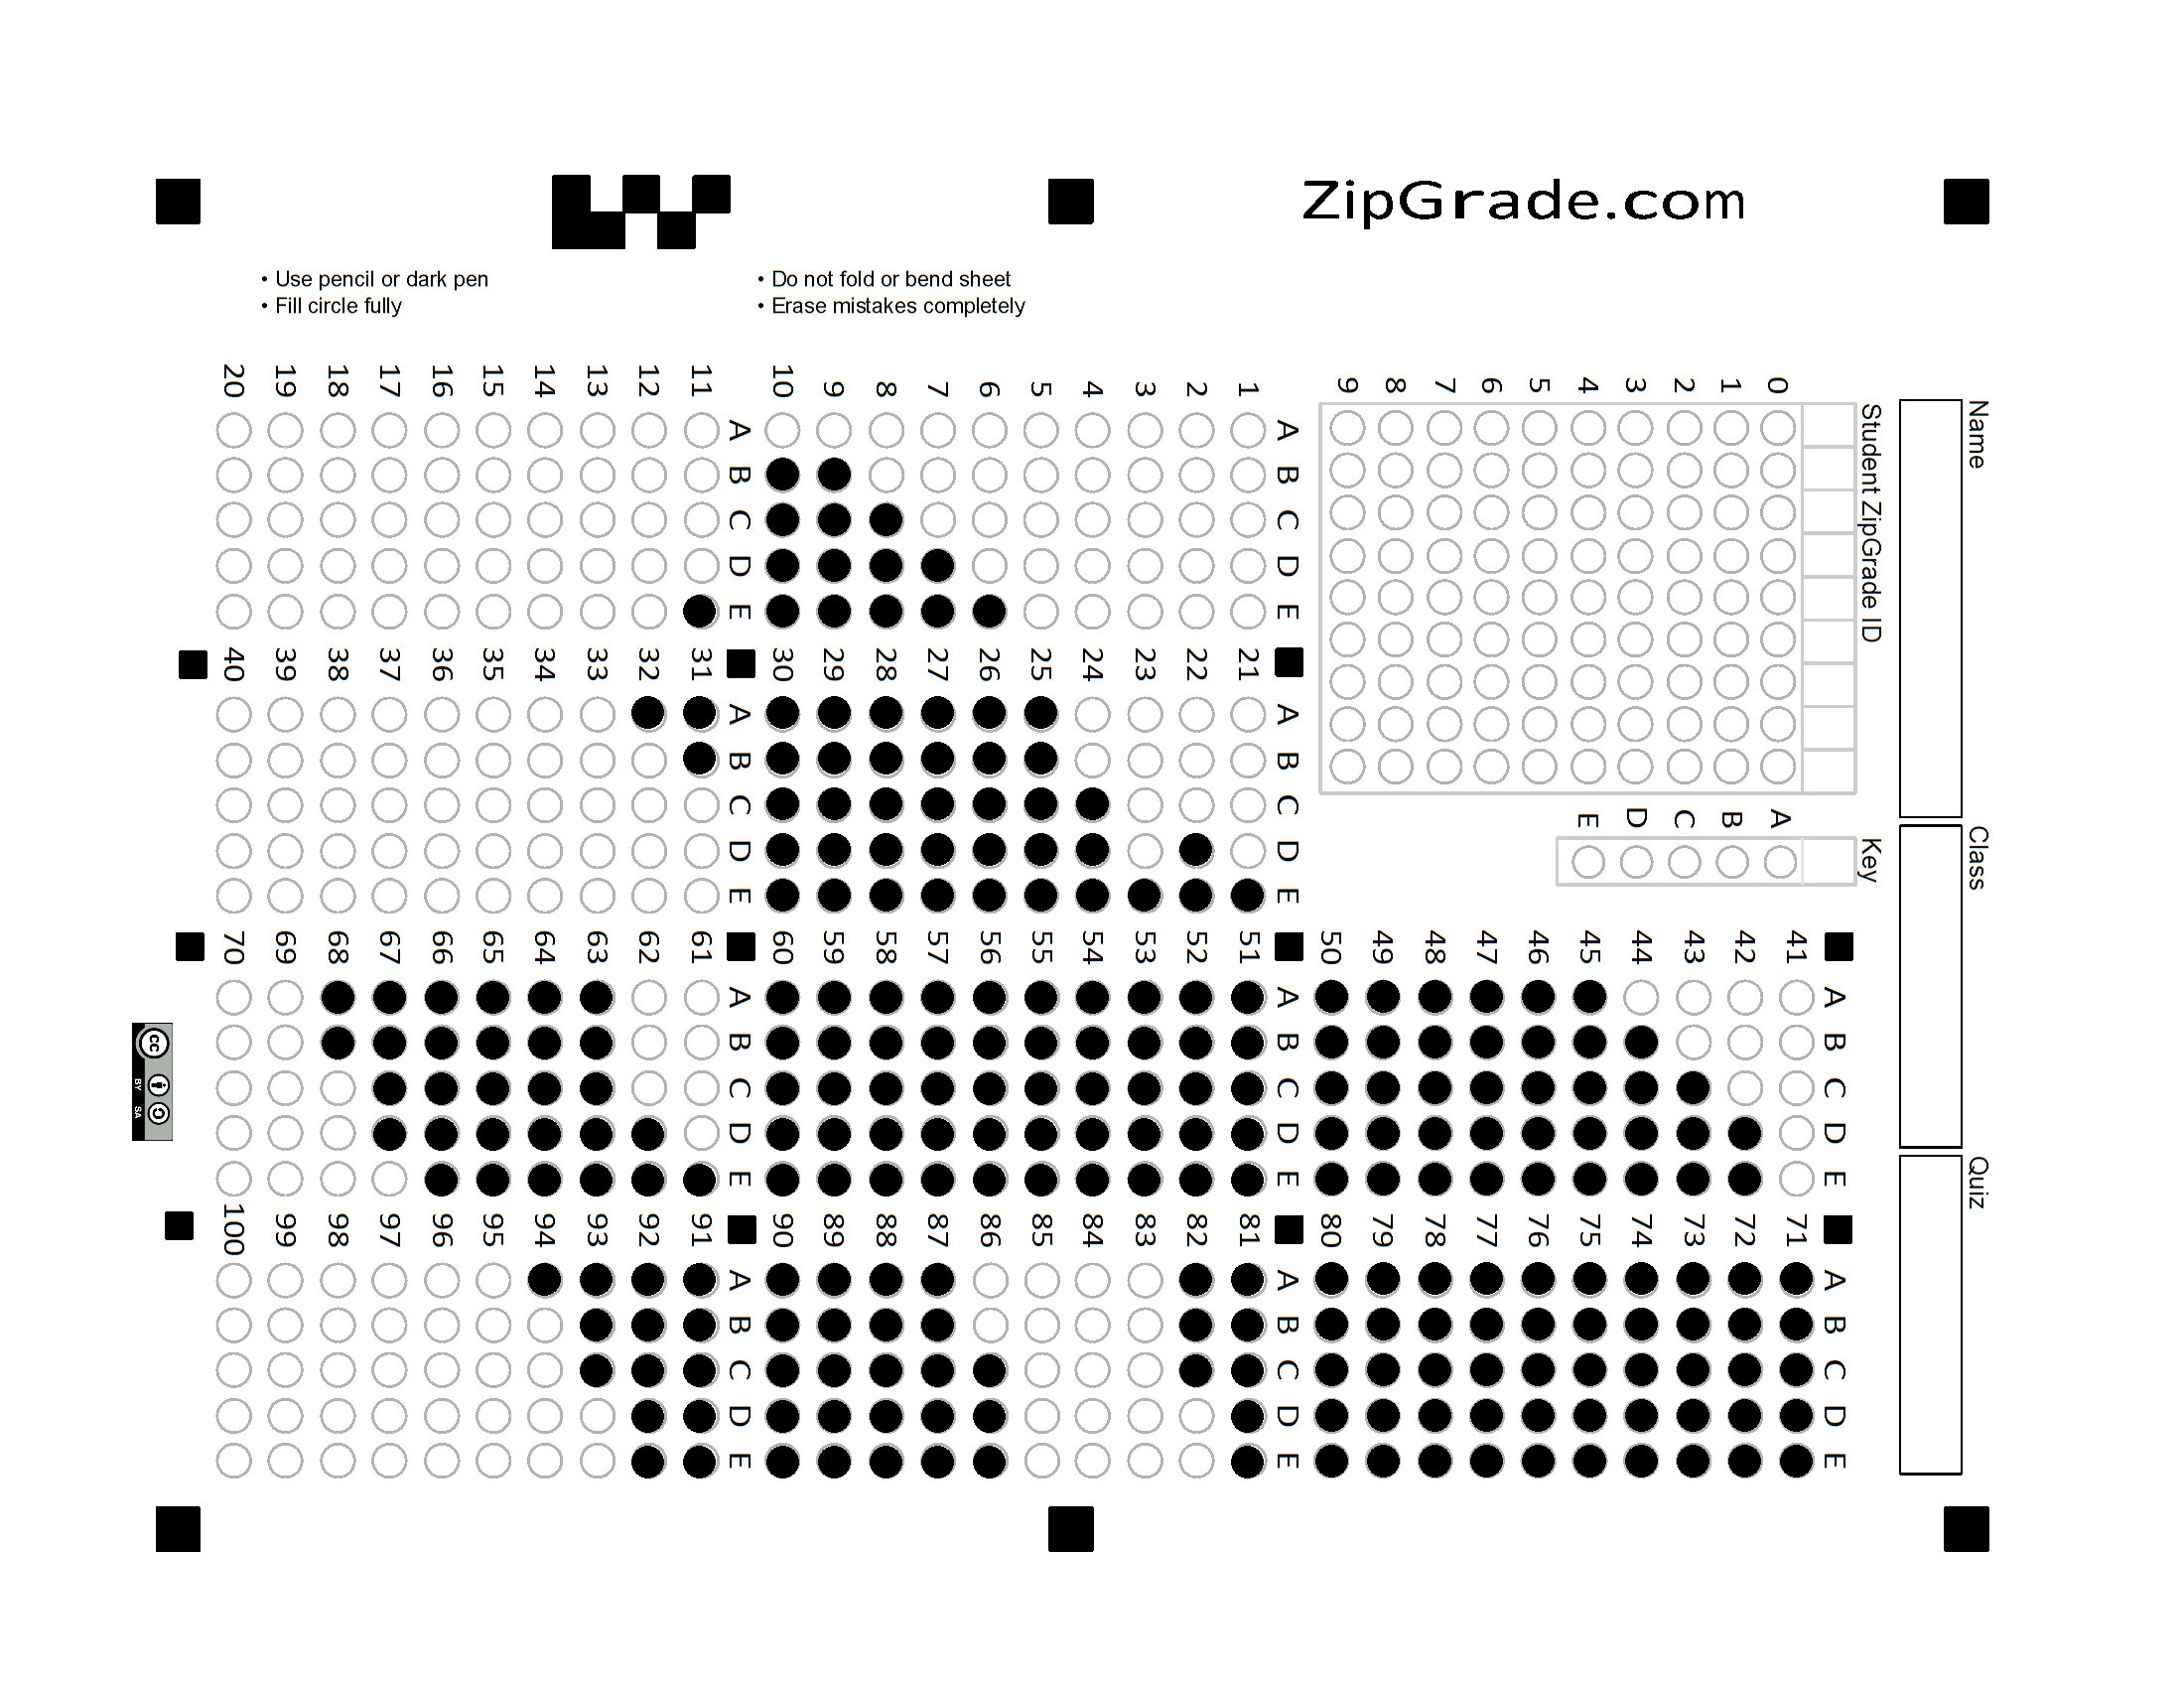 ZipGrade.com
• Use pencil or dark pen
• Fill circle fully
• Do not fold or bend sheet
• Erase mistakes completely
Name
Class
Quiz
Student ZipGrade ID
0 1 2 3 4 5 6 7 8 9
Key
A B C D E
A B C D E
1 2 3 4 5 6 7 8 9 10
A B C D E
11 12 13 14 15 16 17 18 19 20
A B C D E
21 22 23 24 25 26 27 28 29 30
A B C D E
31 32 33 34 35 36 37 38 39 40
A B C D E
41 42 43 44 45 46 47 48 49 50
A B C D E
51 52 53 54 55 56 57 58 59 60
A B C D E
61 62 63 64 65 66 67 68 69 70
A B C D E
71 72 73 74 75 76 77 78 79 80
A B C D E
81 82 83 84 85 86 87 88 89 90
A B C D E
91 92 93 94 95 96 97 98 99 100
cc BY SA